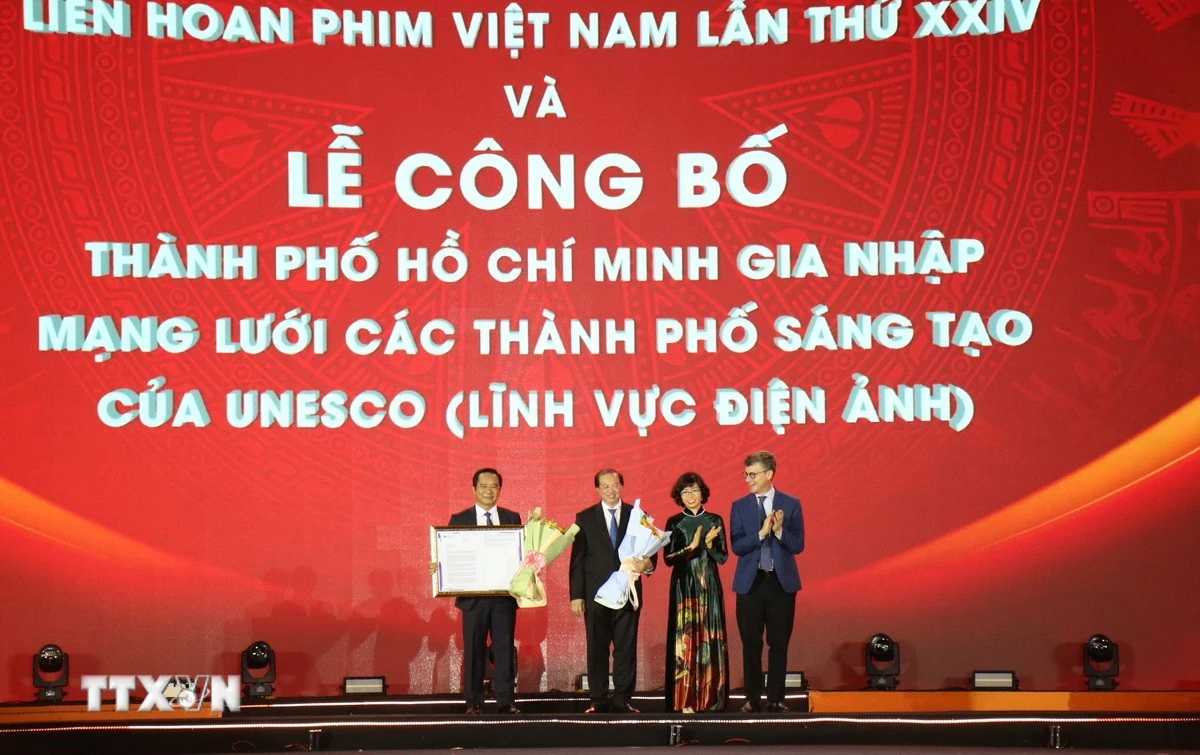 LIÊN HOAN PHIM VIỆT NAM LẦN THỨ XXIV
VÀ
LỄ CÔNG BỐ
THÀNH PHỐ HỒ CHÍ MINH GIA NHẬP
MẠNG LƯỚI CÁC THÀNH PHỐ SÁNG TẠO
CỦA UNESCO (LĨNH VỰC ĐIỆN ẢNH)
TTXVN